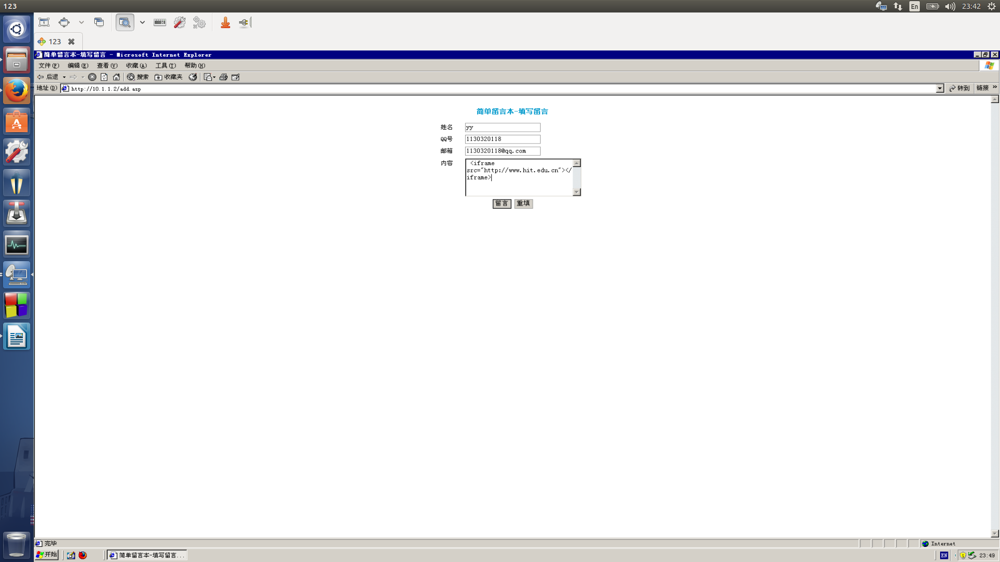 123
En
23:42
123
简单留言本-填写留言 - Microsoft Internet Explorer
文件(F) 编辑(E) 查看(V) 收藏(A) 工具(T) 帮助(H)
后退 搜索 收藏夹
地址(D) http://10.1.1.2/add.asp 转到 链接 »
简单留言本-填写留言
姓名 yy
QQ号 1130320118
邮箱 1130320118@qq.com
内容 <iframe
src="http://www.hit.edu.cn"></
iframe>
留言 重填
完毕 Internet
开始 简单留言本-填写留言... EN 23:49